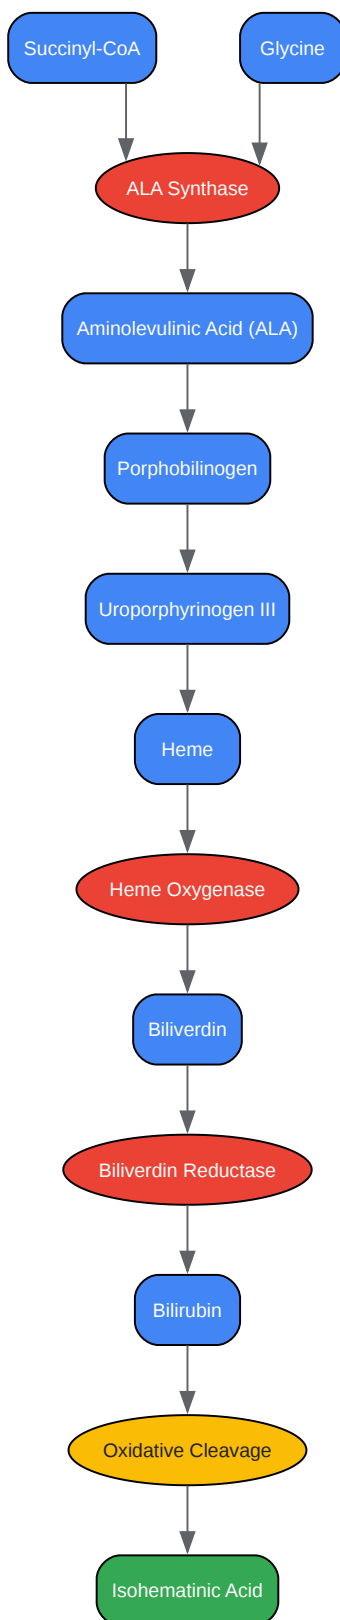 Succinyl-CoA
Glycine
ALA Synthase
Aminolevulinic Acid (ALA)
Porphobilinogen
Uroporphyrinogen III
Heme
Heme Oxygenase
Biliverdin
Biliverdin Reductase
Bilirubin
Oxidative Cleavage
Isohematinic Acid